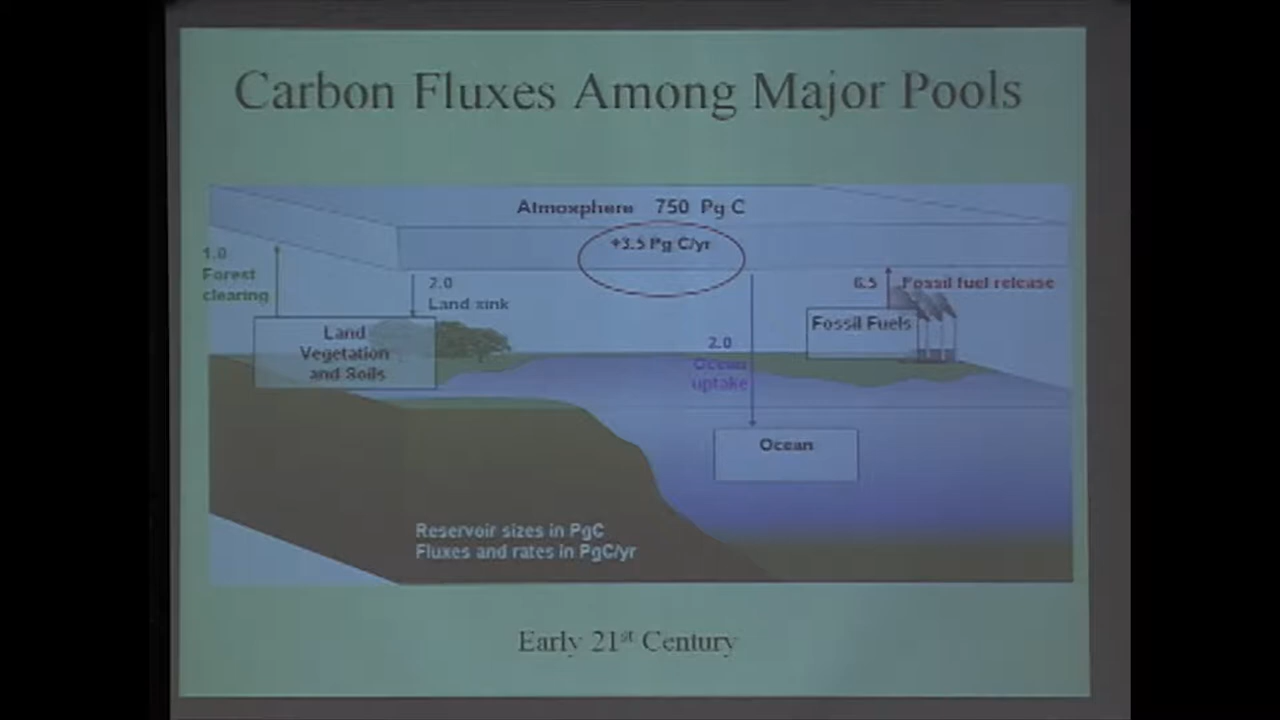 Carbon Fluxes Among Major Pools
Atmosphere 750 Pg C
+3.5 Pg C/yr
1.0
Forest
clearing
2.0
Land sink
6.5 Fossil fuel release
Land
Vegetation
and Soils
Fossil Fuels
2.0
Ocean
uptake
Ocean
Reservoir sizes in PgC
Fluxes and rates in PgC/yr
Early 21st Century